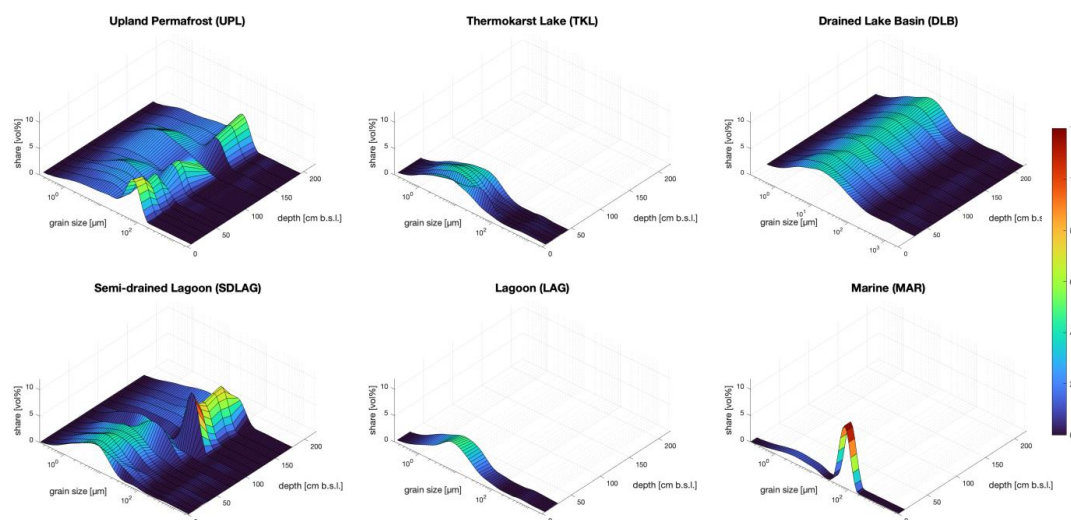 Upland Permafrost (UPL)
share [vol%]
10
5
0
10⁰
grain size [µm]
10²
0
50
100
150
200
depth [cm b.s.l.]
Thermokarst Lake (TKL)
share [vol%]
10
5
0
10⁰
grain size [µm]
10²
0
50
100
150
200
depth [cm b.s.l.]
Drained Lake Basin (DLB)
share [vol%]
10
5
0
10⁰
grain size [µm]
10¹
10²
10³
0
50
100
150
200
depth [cm b.s.
Semi-drained Lagoon (SDLAG)
share [vol%]
10
5
0
10⁰
grain size [µm]
10²
50
100
150
200
depth [cm b.s.l.]
Lagoon (LAG)
share [vol%]
10
5
0
10⁰
grain size [µm]
10²
0
50
100
150
200
depth [cm b.s.l.]
Marine (MAR)
share [vol%]
10
5
0
10⁰
grain size [µm]
10²
0
50
100
150
200
depth [cm b.s.l.]